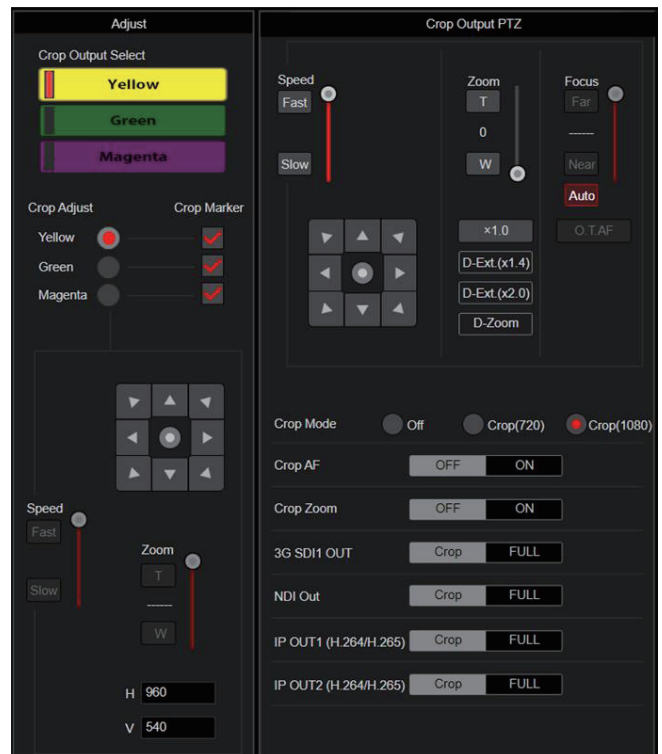 Adjust
Crop Output Select
Yellow
Green
Magenta
Crop Adjust Crop Marker
Yellow
Green
Magenta
Speed
Fast
Slow
Zoom
T
------
W
H 960
V 540
Crop Output PTZ
Speed
Fast
Slow
Zoom
T
0
W
×1.0
D-Ext.(x1.4)
D-Ext.(x2.0)
D-Zoom
Focus
Far
------
Near
Auto
O.T.AF
Crop Mode Off Crop(720) Crop(1080)
Crop AF OFF ON
Crop Zoom OFF ON
3G SDI1 OUT Crop FULL
NDI Out Crop FULL
IP OUT1 (H.264/H.265) Crop FULL
IP OUT2 (H.264/H.265) Crop FULL